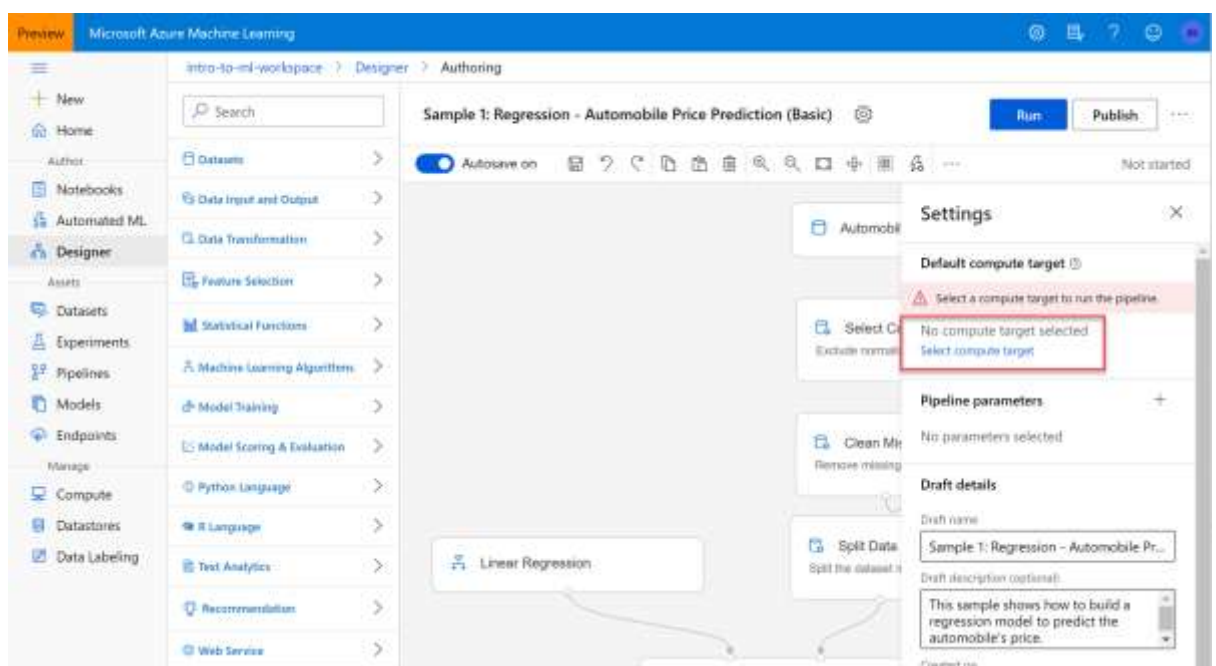 Preview Microsoft Azure Machine Learning
intro-to-ml-workspace > Designer > Authoring
New
Home
Author
Notebooks
Automated ML
Designer
Assets
Datasets
Experiments
Pipelines
Models
Endpoints
Manage
Compute
Datastores
Data Labeling
Search
Datasets
Data Input and Output
Data Transformation
Feature Selection
Statistical Functions
Machine Learning Algorithms
Model Training
Model Scoring & Evaluation
Python Language
R Language
Text Analytics
Recommendation
Web Service
Sample 1: Regression - Automobile Price Prediction (Basic)
Run Publish ...
Autosave on
... Not started
Automobil
Select C
Exclude normali
Clean Mi
Remove missing
Split Data
Split the dataset
Linear Regression
Settings
Default compute target
Select a compute target to run the pipeline.
No compute target selected
Select compute target
Pipeline parameters
No parameters selected
Draft details
Draft name
Sample 1: Regression - Automobile Pr...
Draft description (optional)
This sample shows how to build a
regression model to predict the
automobile's price.
Created on